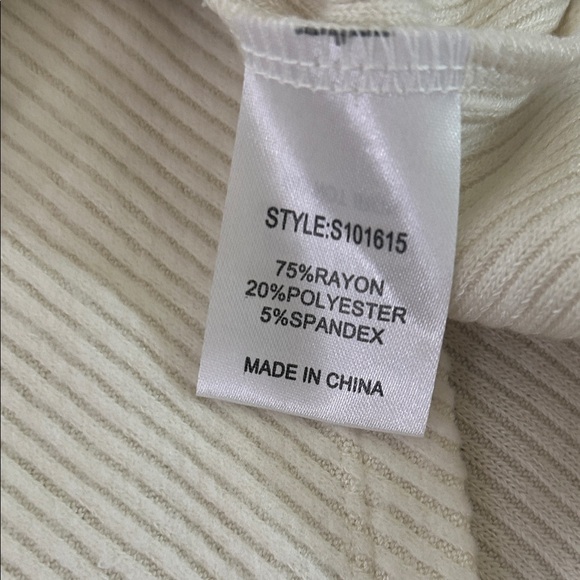 STYLE:S101615
75%RAYON
20%POLYESTER
5%SPANDEX
MADE IN CHINA